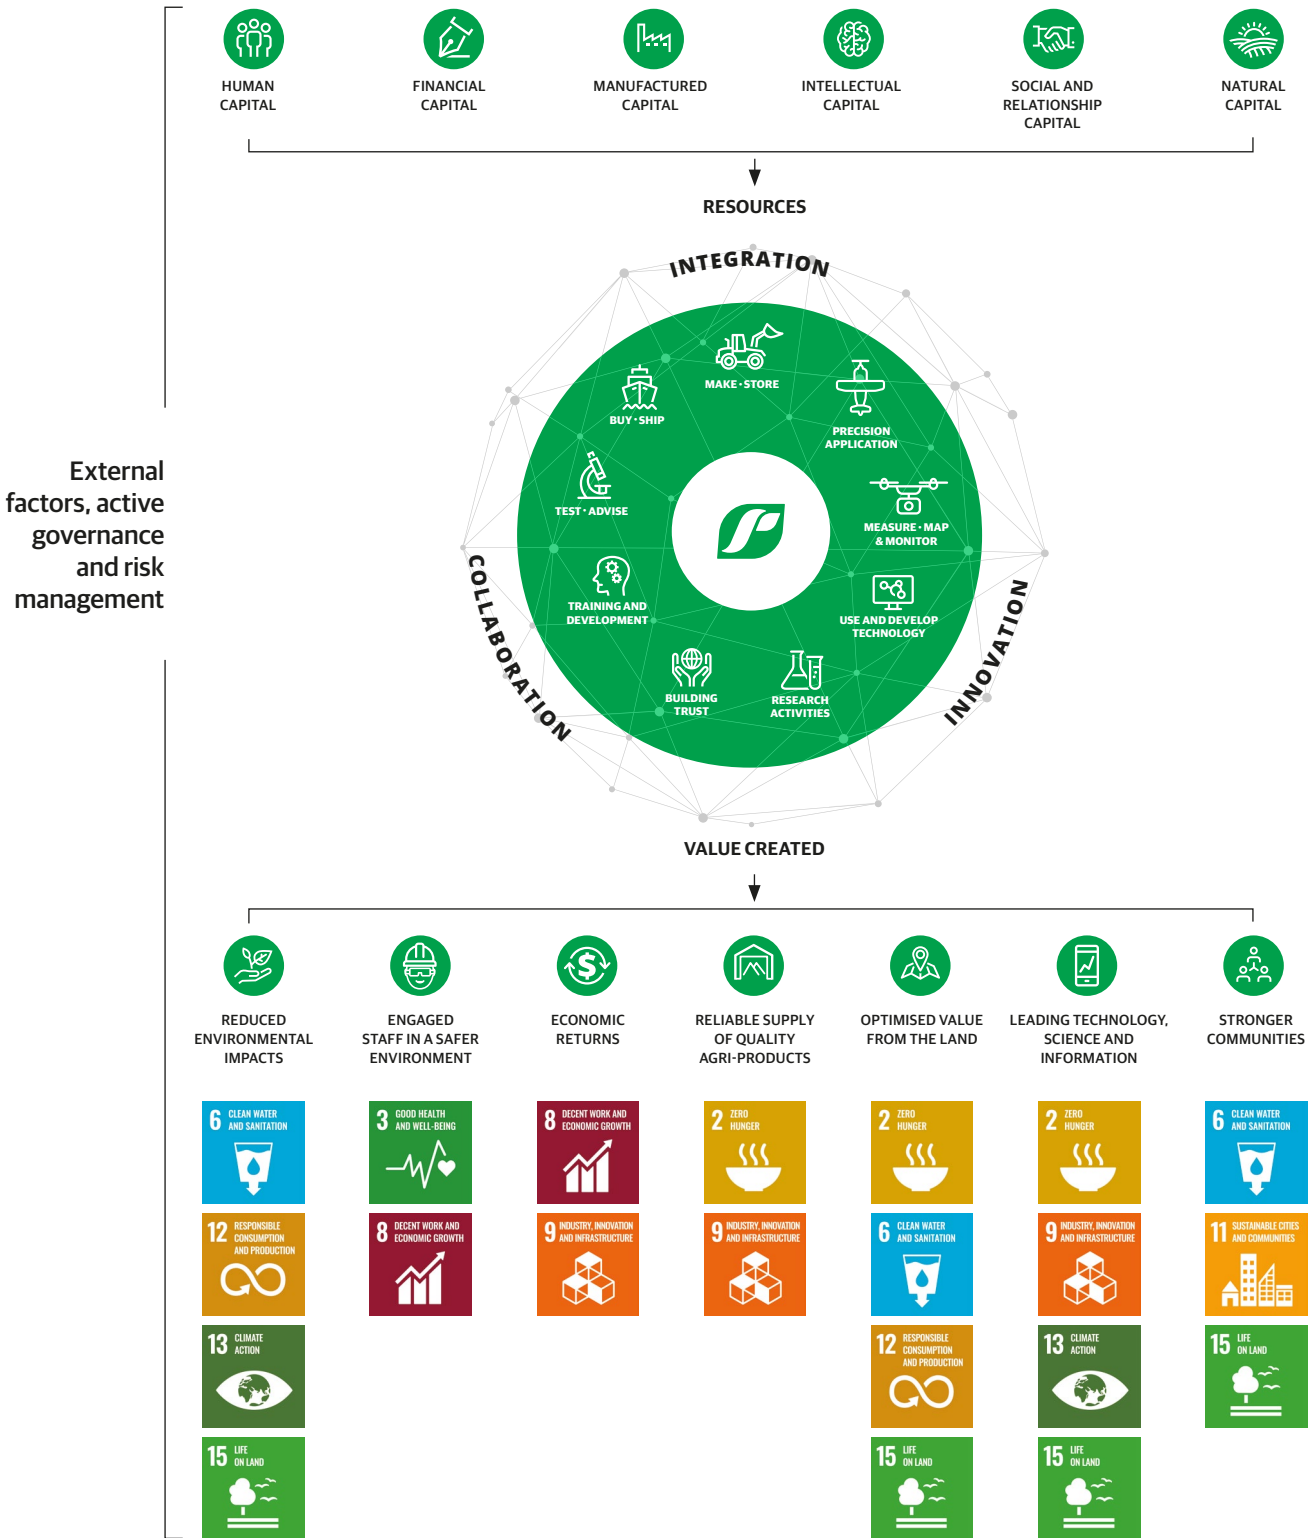 HUMAN
CAPITAL
FINANCIAL
CAPITAL
MANUFACTURED
CAPITAL
INTELLECTUAL
CAPITAL
SOCIAL AND
RELATIONSHIP
CAPITAL
NATURAL
CAPITAL
RESOURCES
INTEGRATION
MAKE • STORE
BUY • SHIP
PRECISION
APPLICATION
TEST • ADVISE
MEASURE • MAP
& MONITOR
TRAINING AND
DEVELOPMENT
USE AND DEVELOP
TECHNOLOGY
BUILDING
TRUST
RESEARCH
ACTIVITIES
COLLABORATION
INNOVATION
External
factors, active
governance
and risk
management
VALUE CREATED
REDUCED
ENVIRONMENTAL
IMPACTS
ENGAGED
STAFF IN A SAFER
ENVIRONMENT
ECONOMIC
RETURNS
RELIABLE SUPPLY
OF QUALITY
AGRI-PRODUCTS
OPTIMISED VALUE
FROM THE LAND
LEADING TECHNOLOGY,
SCIENCE AND
INFORMATION
STRONGER
COMMUNITIES
6 CLEAN WATER
AND SANITATION
3 GOOD HEALTH
AND WELL-BEING
8 DECENT WORK AND
ECONOMIC GROWTH
2 ZERO
HUNGER
2 ZERO
HUNGER
2 ZERO
HUNGER
6 CLEAN WATER
AND SANITATION
12 RESPONSIBLE
CONSUMPTION
AND PRODUCTION
8 DECENT WORK AND
ECONOMIC GROWTH
9 INDUSTRY, INNOVATION
AND INFRASTRUCTURE
9 INDUSTRY, INNOVATION
AND INFRASTRUCTURE
6 CLEAN WATER
AND SANITATION
9 INDUSTRY, INNOVATION
AND INFRASTRUCTURE
11 SUSTAINABLE CITIES
AND COMMUNITIES
13 CLIMATE
ACTION
12 RESPONSIBLE
CONSUMPTION
AND PRODUCTION
13 CLIMATE
ACTION
15 LIFE
ON LAND
15 LIFE
ON LAND
15 LIFE
ON LAND
15 LIFE
ON LAND